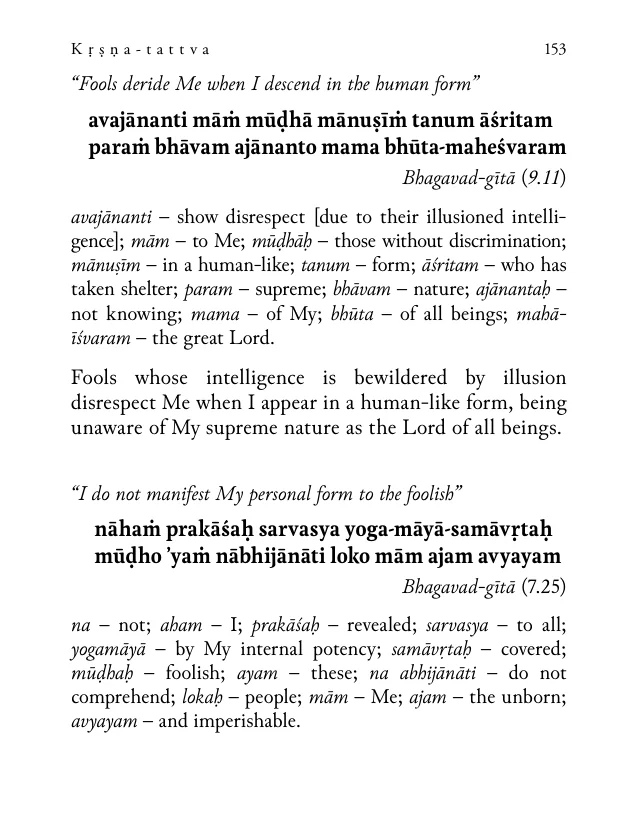 Kṛṣṇa-tattva 153
“Fools deride Me when I descend in the human form”
avajānanti māṁ mūḍhā mānuṣīṁ tanum āśritam
paraṁ bhāvam ajānanto mama bhūta-maheśvaram
Bhagavad-gītā (9.11)
avajānanti – show disrespect [due to their illusioned intelli-
gence]; mām – to Me; mūḍhāḥ – those without discrimination;
mānuṣīm – in a human-like; tanum – form; āśritam – who has
taken shelter; param – supreme; bhāvam – nature; ajānantaḥ –
not knowing; mama – of My; bhūta – of all beings; mahā-
īśvaram – the great Lord.
Fools whose intelligence is bewildered by illusion
disrespect Me when I appear in a human-like form, being
unaware of My supreme nature as the Lord of all beings.
“I do not manifest My personal form to the foolish”
nāhaṁ prakāśaḥ sarvasya yoga-māyā-samāvṛtaḥ
mūḍho ’yaṁ nābhijānāti loko mām ajam avyayam
Bhagavad-gītā (7.25)
na – not; aham – I; prakāśaḥ – revealed; sarvasya – to all;
yogamāyā – by My internal potency; samāvṛtaḥ – covered;
mūḍhaḥ – foolish; ayam – these; na abhijānāti – do not
comprehend; lokaḥ – people; mām – Me; ajam – the unborn;
avyayam – and imperishable.